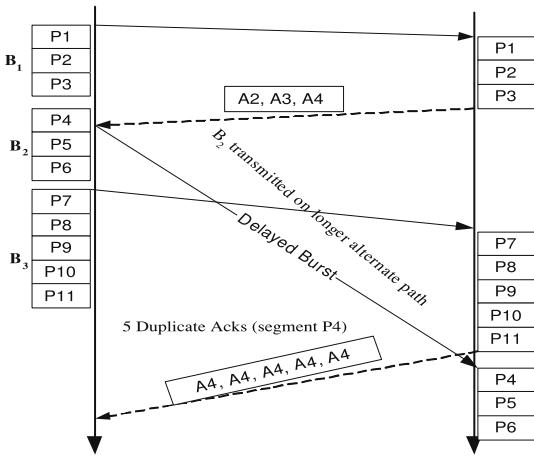 B1
P1
P2
P3
P1
P2
P3
A2, A3, A4
B2
P4
P5
P6
B2 transmitted on longer alternate path
Delayed Burst
B3
P7
P8
P9
P10
P11
P7
P8
P9
P10
P11
5 Duplicate Acks (segment P4)
A4, A4, A4, A4, A4
P4
P5
P6